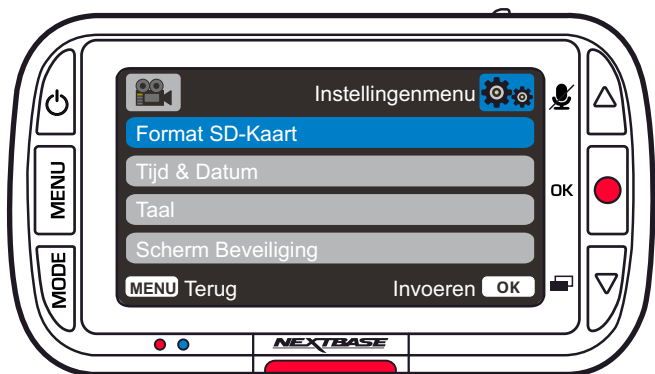 Instellingenmenu
Format SD-Kaart
Tijd & Datum
Taal
Scherm Beveiliging
MENU Terug
Invoeren OK
MENU
MODE
OK
NEXTBASE